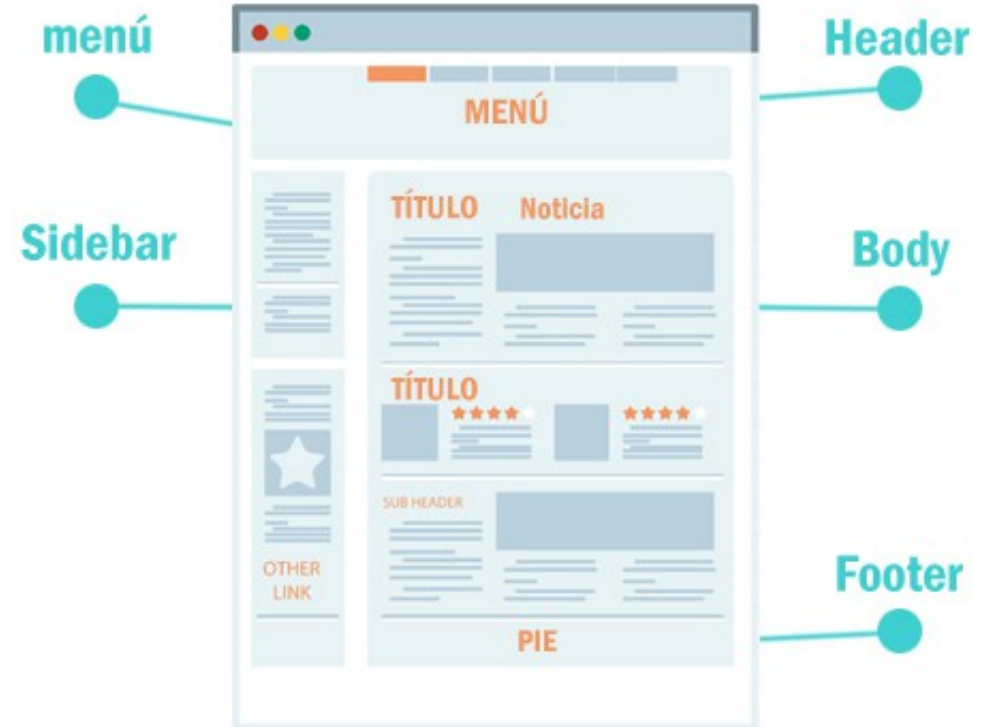 menú
Header
MENÚ
Sidebar
TÍTULO Noticia
Body
TÍTULO
SUB HEADER
OTHER
LINK
Footer
PIE